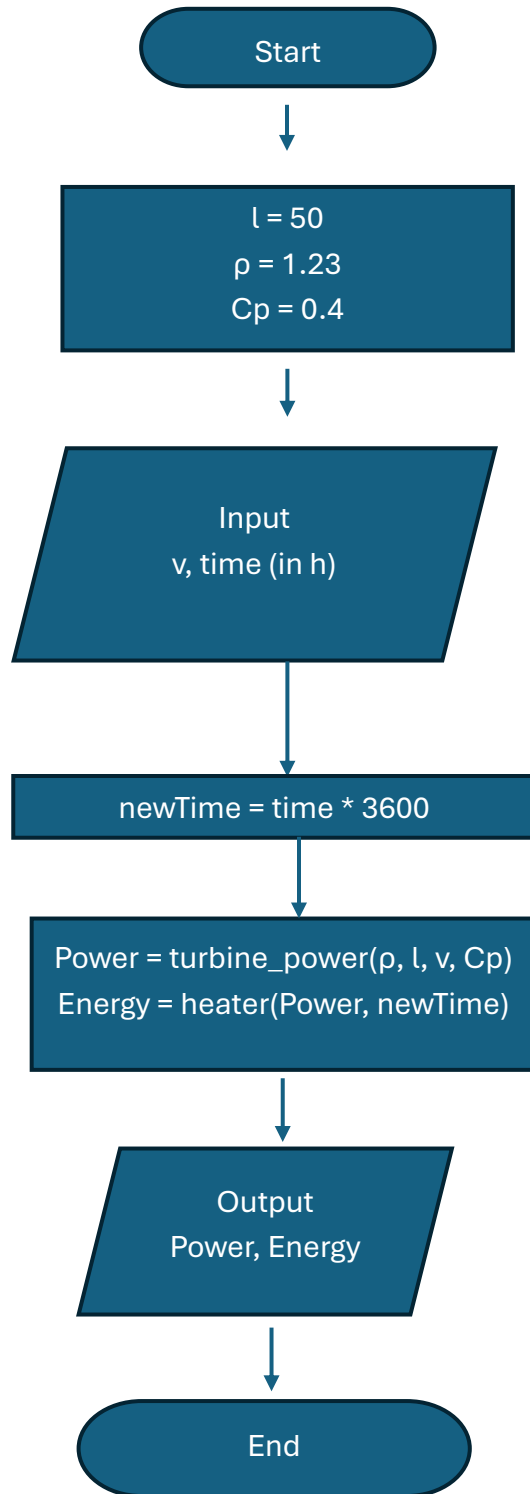 Start
l = 50
ρ = 1.23
Cp = 0.4
Input
v, time (in h)
newTime = time * 3600
Power = turbine_power(ρ, l, v, Cp)
Energy = heater(Power, newTime)
Output
Power, Energy
End